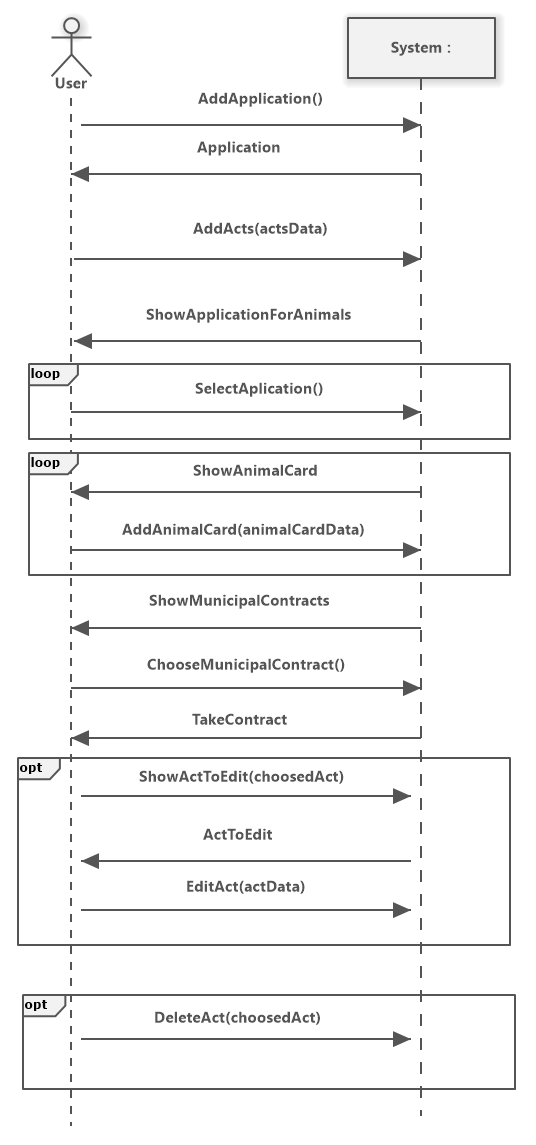 User
System :
AddApplication()
Application
AddActs(actsData)
ShowApplicationForAnimals
loop
SelectAplication()
loop
ShowAnimalCard
AddAnimalCard(animalCardData)
ShowMunicipalContracts
ChooseMunicipalContract()
TakeContract
opt
ShowActToEdit(choosedAct)
ActToEdit
EditAct(actData)
opt
DeleteAct(choosedAct)